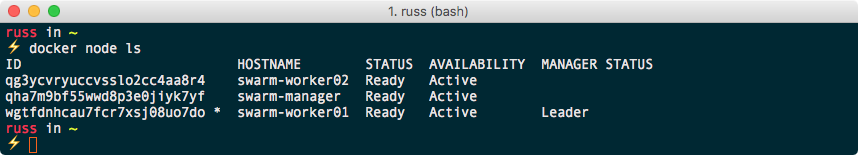 1. russ (bash)
russ in ~
⚡ docker node ls
ID HOSTNAME STATUS AVAILABILITY MANAGER STATUS
qg3ycvryuccvsslo2cc4aa8r4 swarm-worker02 Ready Active
qha7m9bf55wwd8p3e0jiyk7yf swarm-manager Ready Active
wgtfdnhcau7fcr7xsj08uo7do * swarm-worker01 Ready Active Leader
russ in ~
⚡